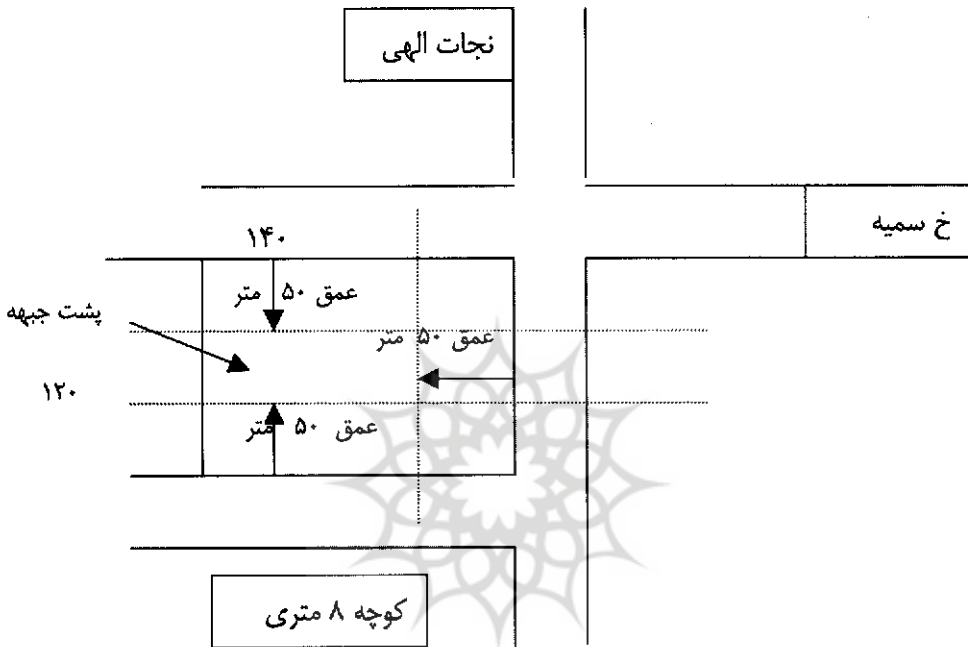 نجات الهی
خ سمیه
۱۴۰
عمق ۵۰ متر
پشت جبهه
عمق ۵۰ متر
۱۲۰
عمق ۵۰ متر
کوچه ۸ متری